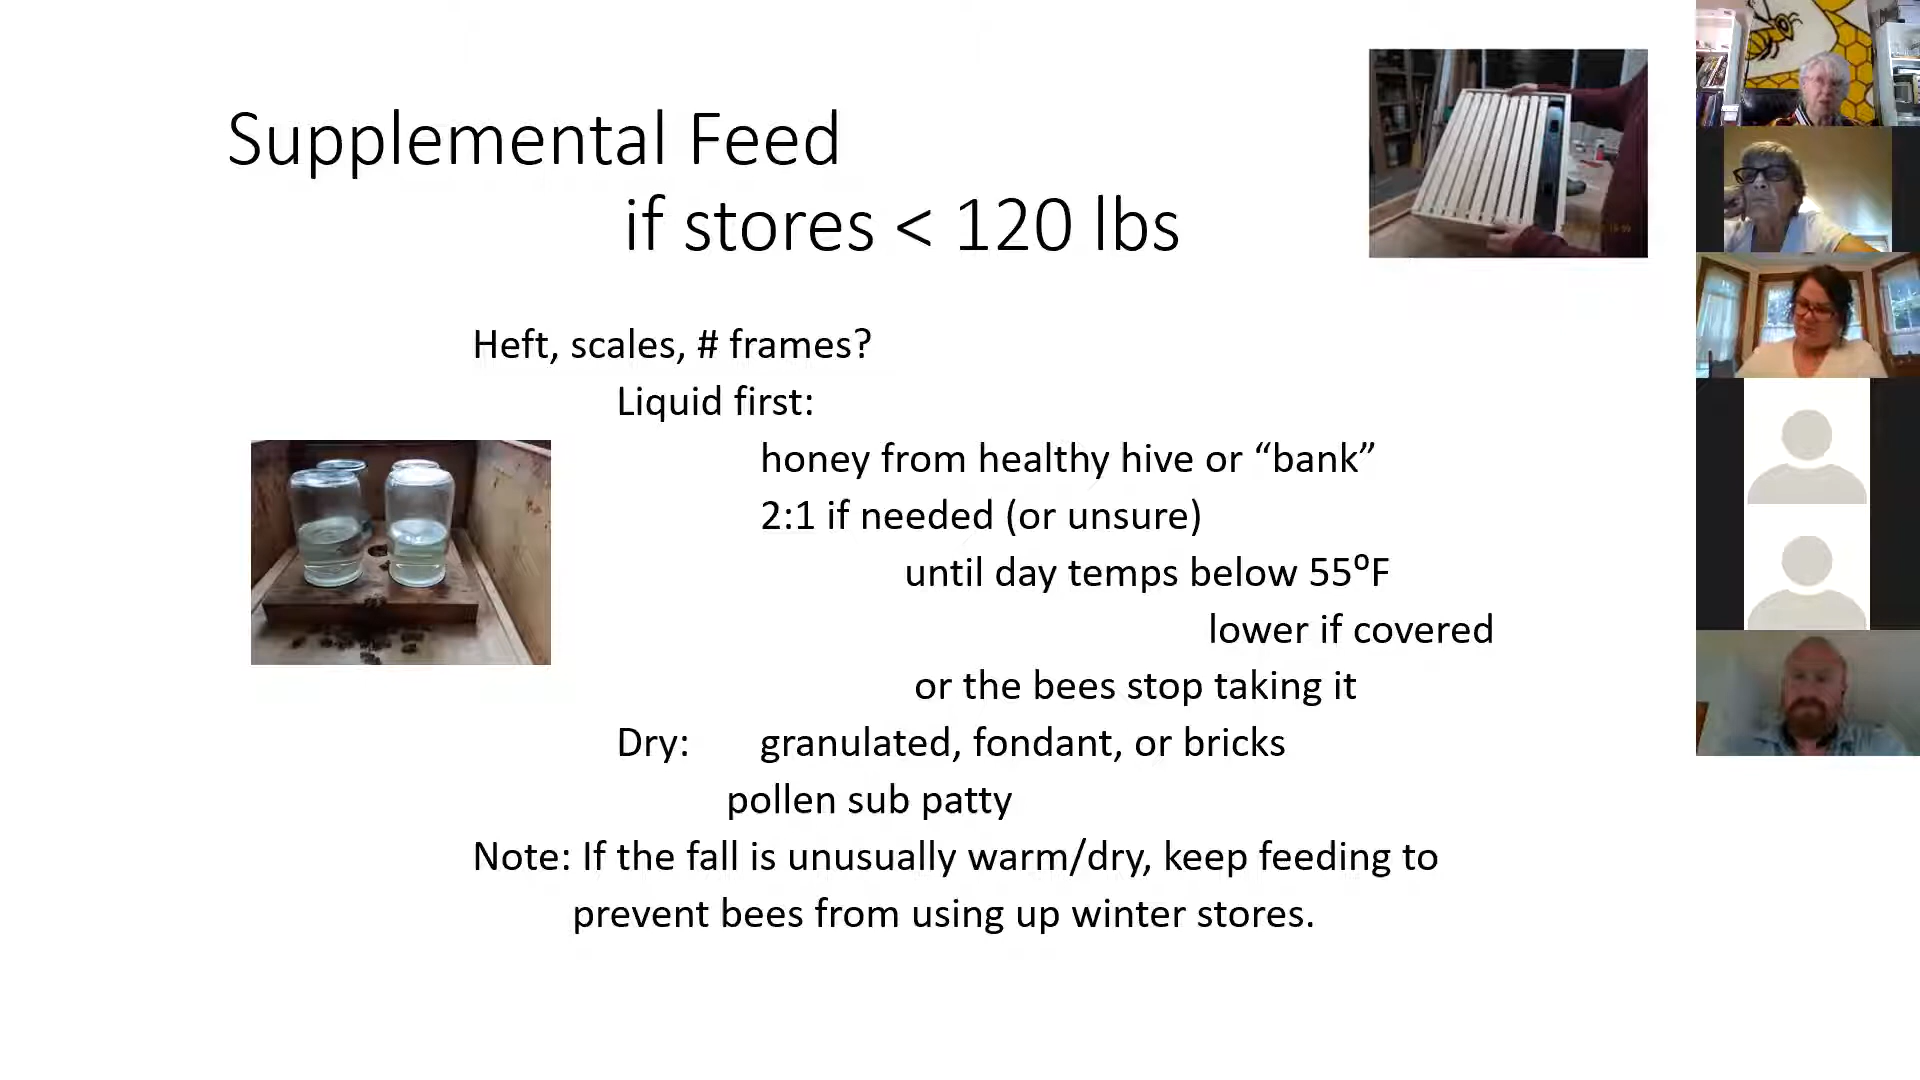 Supplemental Feed
if stores < 120 lbs
Heft, scales, # frames?
Liquid first:
honey from healthy hive or “bank”
2:1 if needed (or unsure)
until day temps below 55⁰F
lower if covered
or the bees stop taking it
Dry: granulated, fondant, or bricks
pollen sub patty
Note: If the fall is unusually warm/dry, keep feeding to
prevent bees from using up winter stores.